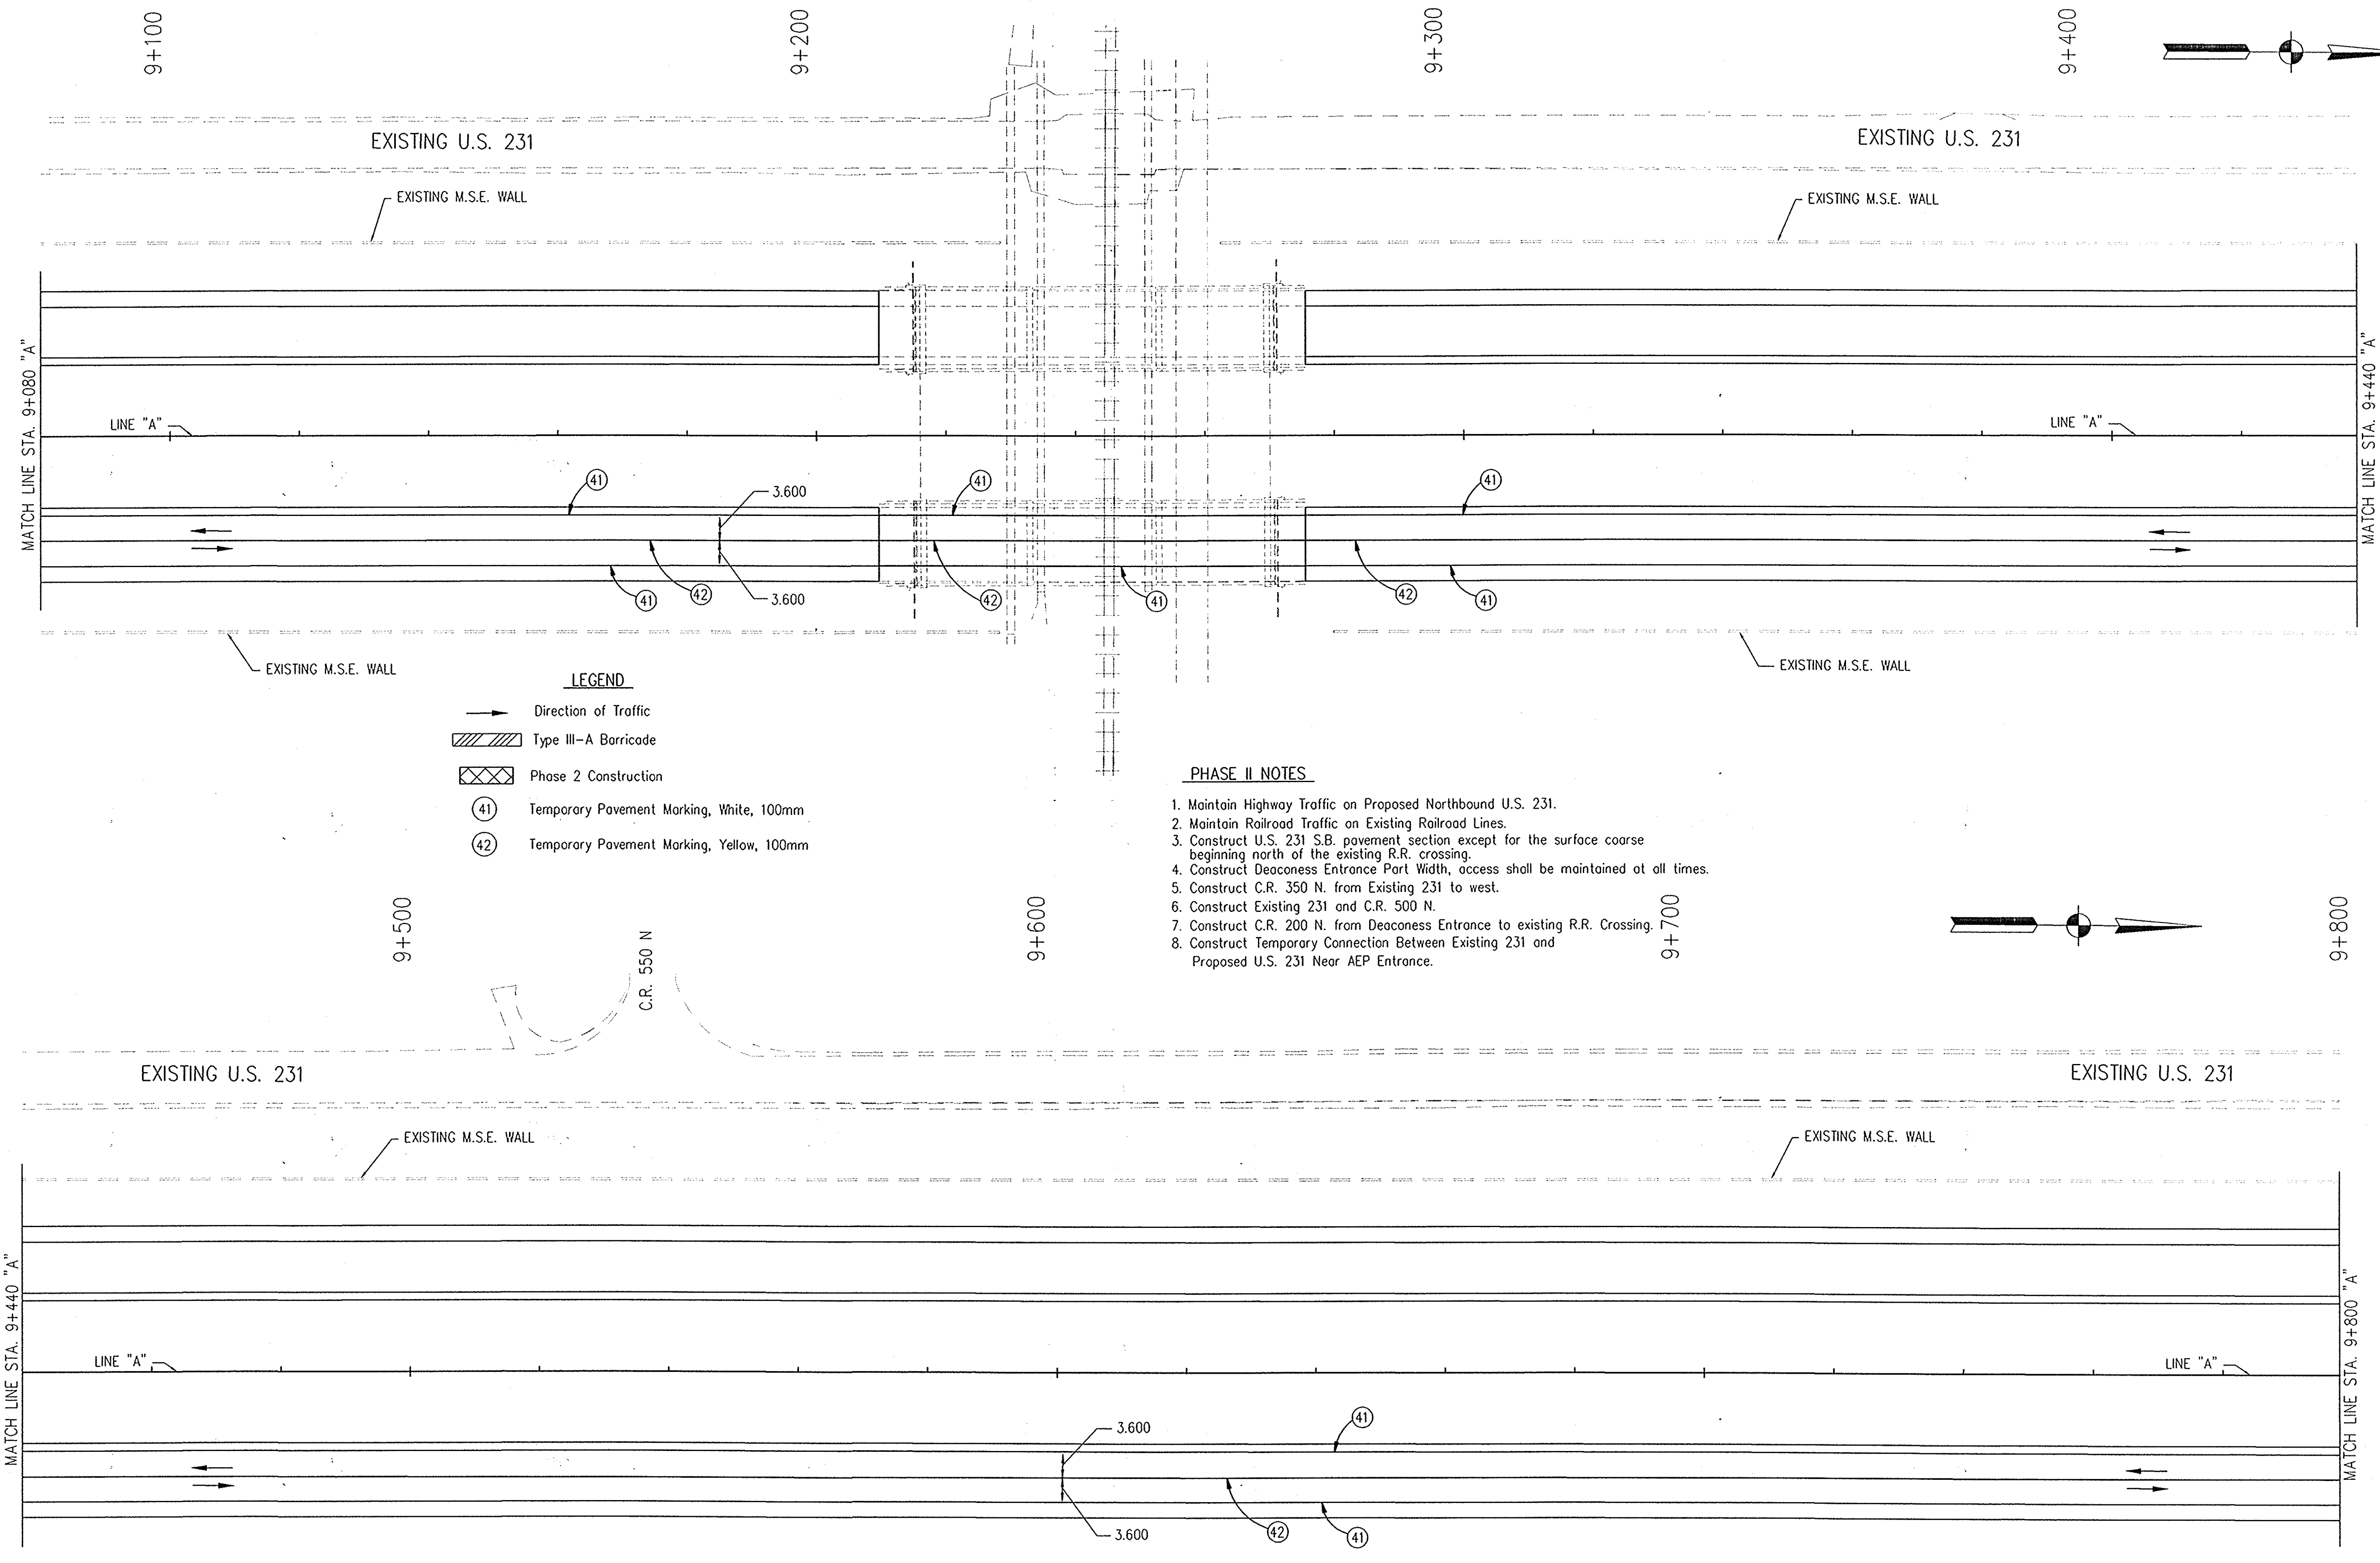 9+100
9+200
9+300
9+400
EXISTING U.S. 231
EXISTING U.S. 231
EXISTING M.S.E. WALL
EXISTING M.S.E. WALL
MATCH LINE STA. 9+080 "A"
MATCH LINE STA. 9+440 "A"
LINE "A"
LINE "A"
41
41
41
3.600
41
42
3.600
42
41
42
41
EXISTING M.S.E. WALL
EXISTING M.S.E. WALL
LEGEND
Direction of Traffic
Type III-A Barricade
Phase 2 Construction
41 Temporary Pavement Marking, White, 100mm
42 Temporary Pavement Marking, Yellow, 100mm
PHASE II NOTES
1. Maintain Highway Traffic on Proposed Northbound U.S. 231.
2. Maintain Railroad Traffic on Existing Railroad Lines.
3. Construct U.S. 231 S.B. pavement section except for the surface coarse
beginning north of the existing R.R. crossing.
4. Construct Deaconess Entrance Part Width, access shall be maintained at all times.
5. Construct C.R. 350 N. from Existing 231 to west.
6. Construct Existing 231 and C.R. 500 N.
7. Construct C.R. 200 N. from Deaconess Entrance to existing R.R. Crossing.
8. Construct Temporary Connection Between Existing 231 and
Proposed U.S. 231 Near AEP Entrance.
9+500
C.R. 550 N
9+600
9+700
9+800
EXISTING U.S. 231
EXISTING U.S. 231
EXISTING M.S.E. WALL
EXISTING M.S.E. WALL
MATCH LINE STA. 9+440 "A"
MATCH LINE STA. 9+800 "A"
LINE "A"
LINE "A"
3.600
41
3.600
42
41